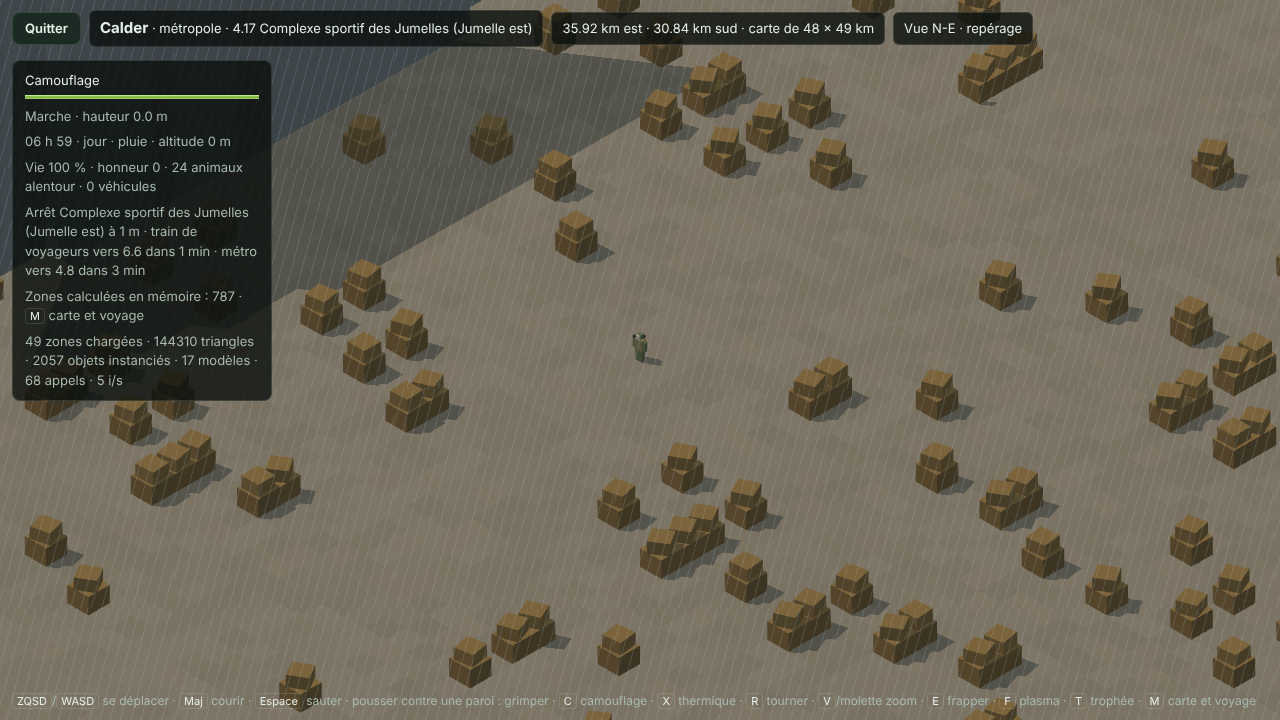 Quitter
Calder · métropole · 4.17 Complexe sportif des Jumelles (Jumelle est)
35.92 km est · 30.84 km sud · carte de 48 × 49 km
Vue N-E · repérage
Camouflage
Marche · hauteur 0.0 m
06 h 59 · jour · pluie · altitude 0 m
Vie 100 % · honneur 0 · 24 animaux
alentour · 0 véhicules
Arrêt Complexe sportif des Jumelles
(Jumelle est) à 1 m · train de
voyageurs vers 6.6 dans 1 min · métro
vers 4.8 dans 3 min
Zones calculées en mémoire : 787 ·
M carte et voyage
49 zones chargées · 144310 triangles
· 2057 objets instanciés · 17 modèles ·
68 appels · 5 i/s
ZQSD / WASD se déplacer · Maj courir · Espace sauter · pousser contre une paroi : grimper · C camouflage · X thermique · R tourner · V /molette zoom · E frapper · F plasma · T trophée · M carte et voyage